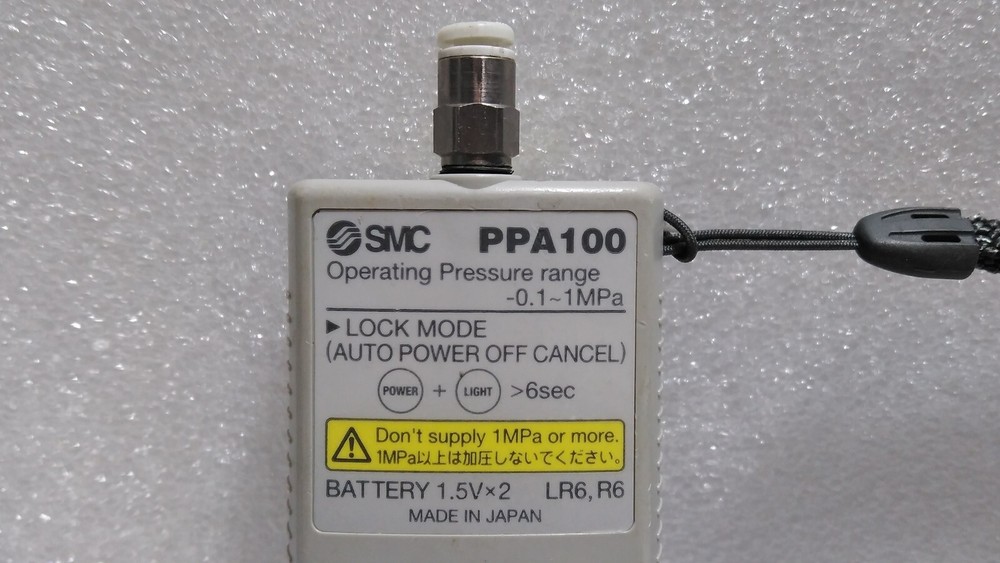 SMC PPA100
Operating Pressure range
-0.1~1MPa
▶LOCK MODE
(AUTO POWER OFF CANCEL)
POWER + LIGHT >6sec
Don't supply 1MPa or more.
1MPa以上は加圧しないでください。
BATTERY 1.5V×2 LR6, R6
MADE IN JAPAN